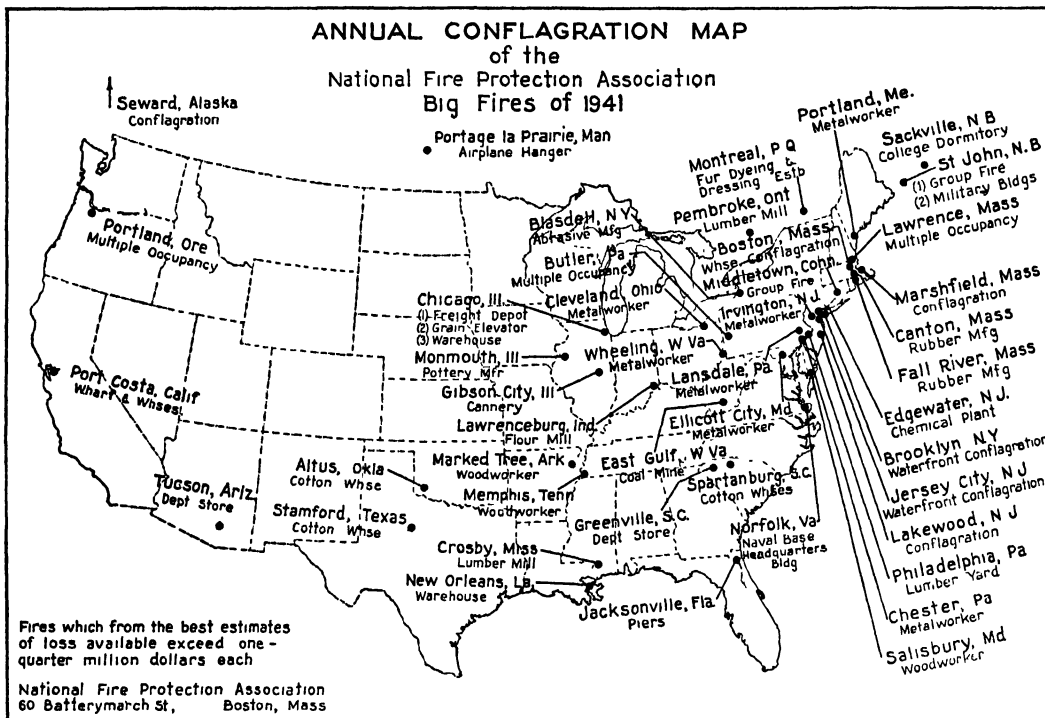 ANNUAL CONFLAGRATION MAP
of the
National Fire Protection Association
Big Fires of 1941
Seward, Alaska
Conflagration
Portage la Prairie, Man
Airplane Hanger
Portland, Me.
Metalworker
Sackville, N B
College Dormitory
St John, N.B
(1) Group Fire
(2) Military Bldgs
Montreal, P Q
Fur Dyeing &
Dressing Estb
Pembroke, Ont
Lumber Mill
Lawrence, Mass
Multiple Occupancy
Portland, Ore
Multiple Occupancy
Blasdell, N Y
Abrasive Mfg
Boston, Mass
Whse. Conflagration
Butler, Pa
Multiple Occupancy
Middletown, Conn
Group Fire
Marshfield, Mass
Conflagration
Chicago, Ill
(1) Freight Depot
(2) Grain Elevator
(3) Warehouse
Cleveland, Ohio
Metalworker
Irvington, N J
Metalworker
Canton, Mass
Rubber Mfg
Monmouth, Ill
Pottery Mfr
Wheeling, W Va
Metalworker
Lansdale, Pa
Metalworker
Fall River, Mass
Rubber Mfg
Port Costa, Calif
Wharf & Whses
Gibson City, Ill
Cannery
Edgewater, N.J.
Chemical Plant
Lawrenceburg, Ind
Flour Mill
Ellicott City, Md
Metalworker
Brooklyn N Y
Waterfront Conflagration
Altus, Okla
Cotton Whse
Marked Tree, Ark
Woodworker
East Gulf, W Va
Coal Mine
Spartanburg, S.C.
Cotton Whses
Jersey City, N J
Waterfront Conflagration
Tucson, Ariz
Dept Store
Memphis, Tenn
Woodworker
Stamford, Texas
Cotton Whse
Greenville, S.C.
Dept Store
Norfolk, Va
Naval Base
Headquarters
Bldg
Lakewood, N J
Conflagration
Crosby, Miss
Lumber Mill
Philadelphia, Pa
Lumber Yard
New Orleans, La.
Warehouse
Jacksonville, Fla
Piers
Chester, Pa
Metalworker
Salisbury, Md
Woodworker
Fires which from the best estimates
of loss available exceed one-
quarter million dollars each
National Fire Protection Association
60 Batterymarch St, Boston, Mass